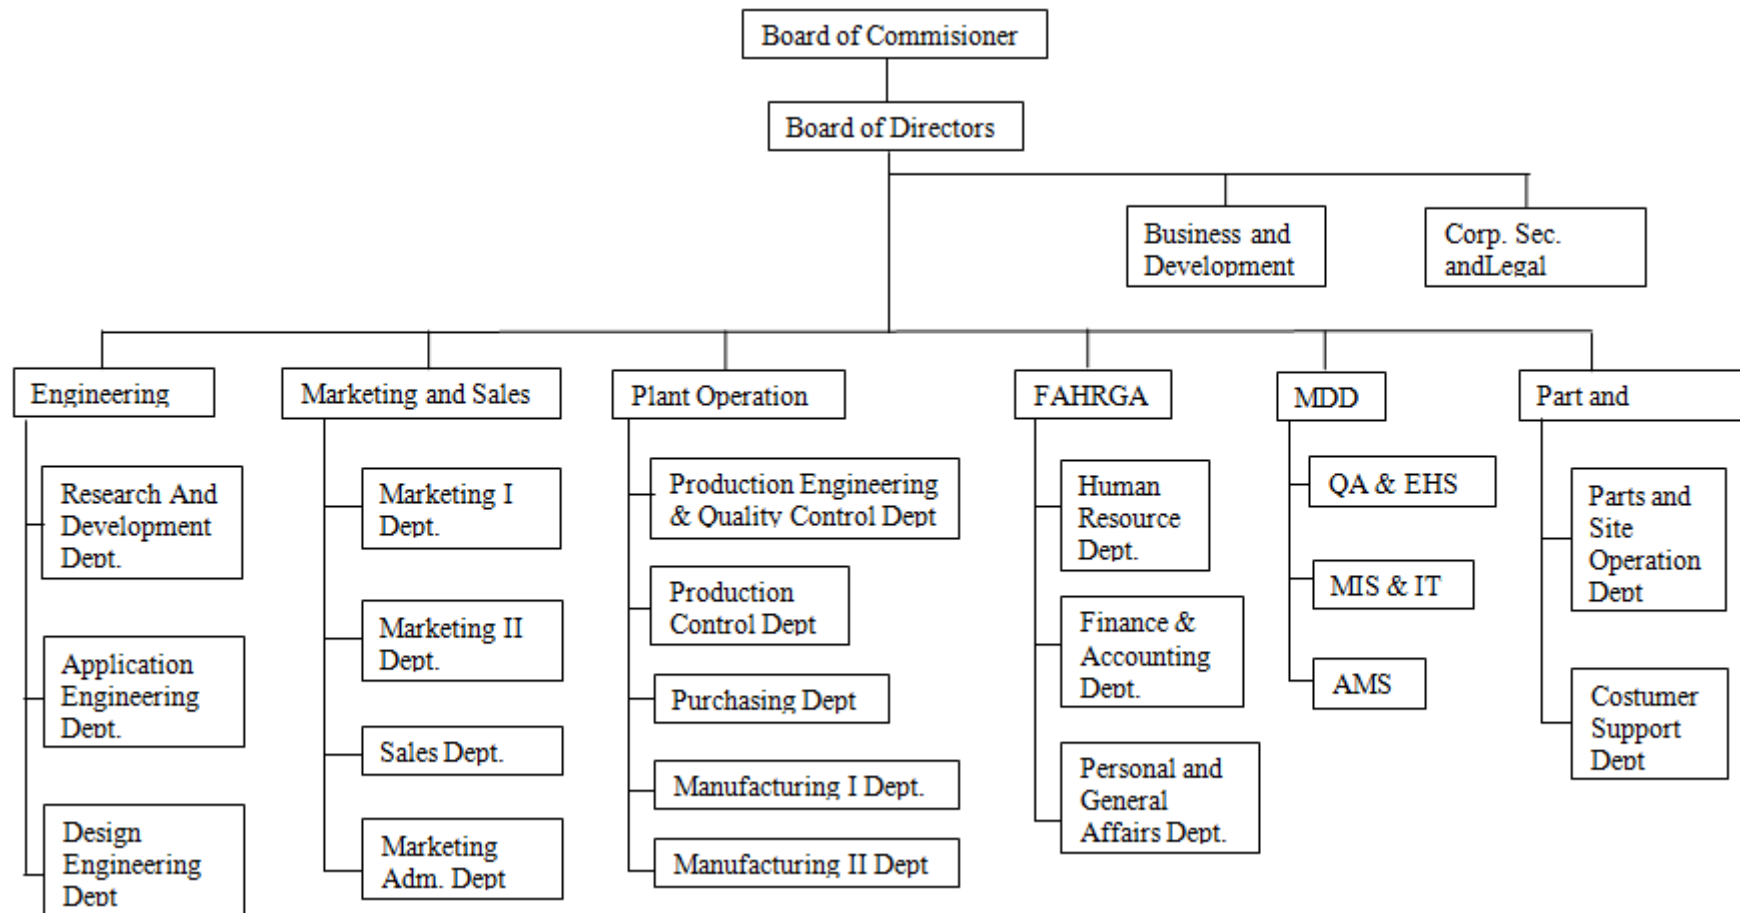 Board of Commisioner
Board of Directors
Business and
Development
Corp. Sec.
andLegal
Engineering
Marketing and Sales
Plant Operation
FAHRGA
MDD
Part and
Research And
Development
Dept.
Application
Engineering
Dept.
Design
Engineering
Dept
Marketing I
Dept.
Marketing II
Dept.
Sales Dept.
Marketing
Adm. Dept
Production Engineering
& Quality Control Dept
Production
Control Dept
Purchasing Dept
Manufacturing I Dept.
Manufacturing II Dept
Human
Resource
Dept.
Finance &
Accounting
Dept.
Personal and
General
Affairs Dept.
QA & EHS
MIS & IT
AMS
Parts and
Site
Operation
Dept
Costumer
Support
Dept